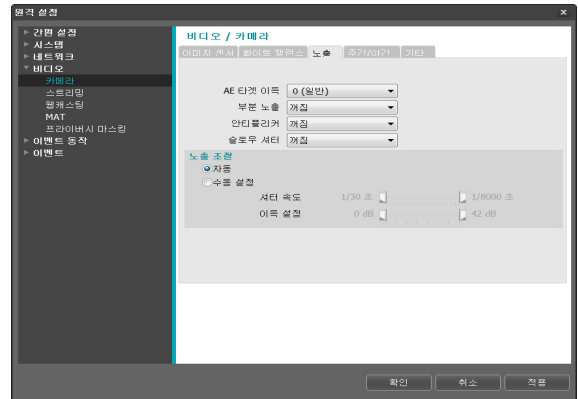 원격 설정
x
간편 설정
시스템
네트워크
비디오
카메라
스트리밍
웹캐스팅
MAT
프라이버시 마스킹
이벤트 동작
이벤트
비디오 / 카메라
이미지 센서 화이트 밸런스 노출 주간/야간 기타
AE 타겟 이득 0 (일반)
부분 노출 꺼짐
안티플리커 꺼짐
슬로우 셔터 꺼짐
노출 조절
자동
수동 설정
셔터 속도 1/30 초 1/8000 초
이득 설정 0 dB 42 dB
확인 취소 적용